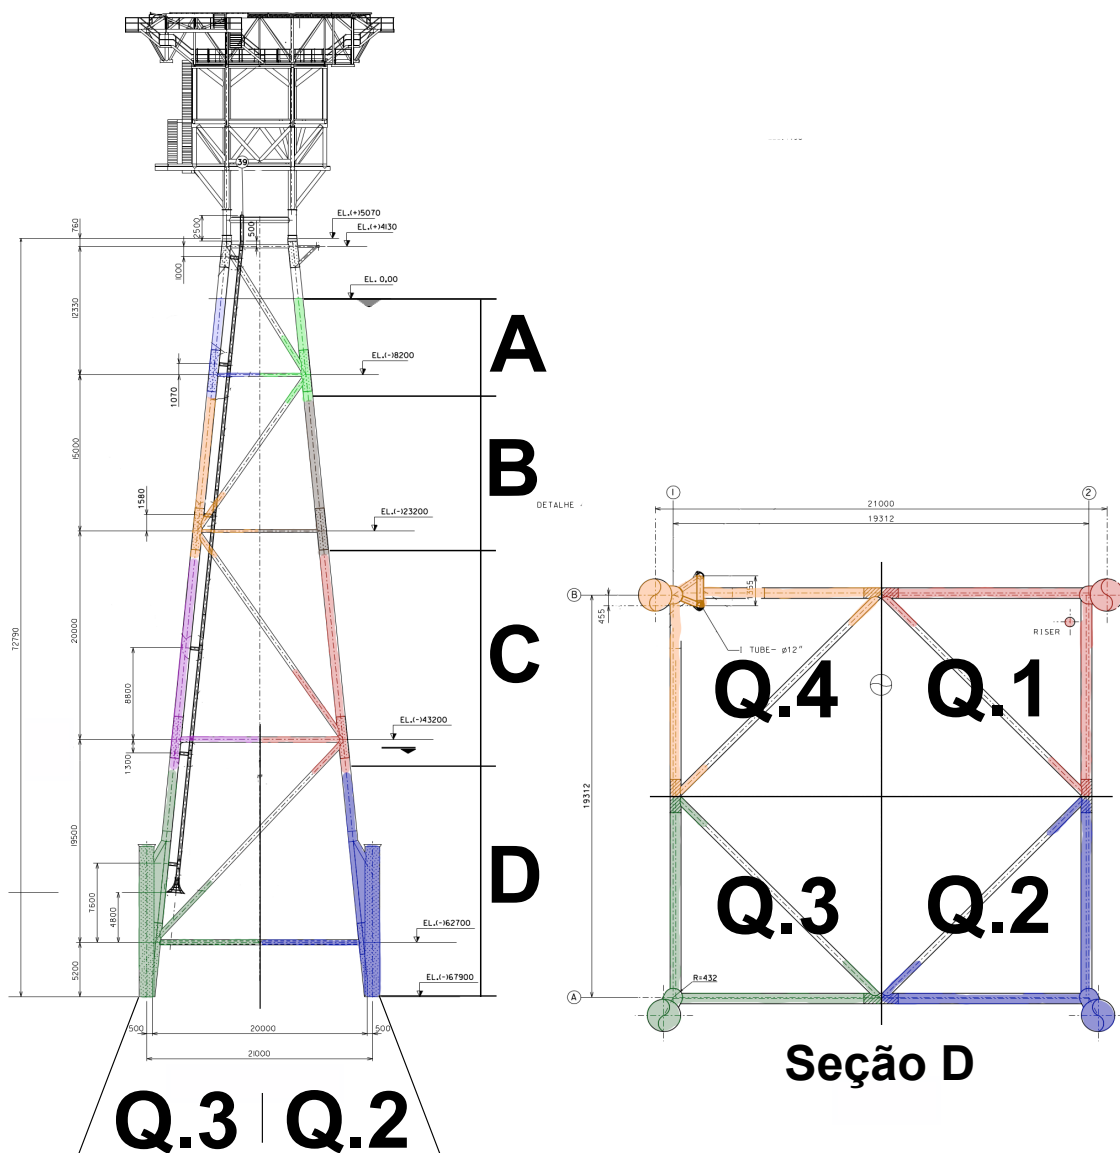 39
760
2500
500
EL.(+)5070
EL.(+)4130
1000
EL. 0,00
12330
A
EL.(-)8200
1070
15000
B
1580
DETALHE
EL.(-)23200
72790
20000
C
8800
EL.(-)43200
1300
19500
D
7600
4800
EL.(-)62700
5200
EL.(-)67900
500
20000
500
21000
Q.3
Q.2
1
2
21000
19312
B
1355
455
RISER
I TUBE- ø12"
Q.4
Q.1
19312
Q.3
Q.2
R=432
A
Seção D